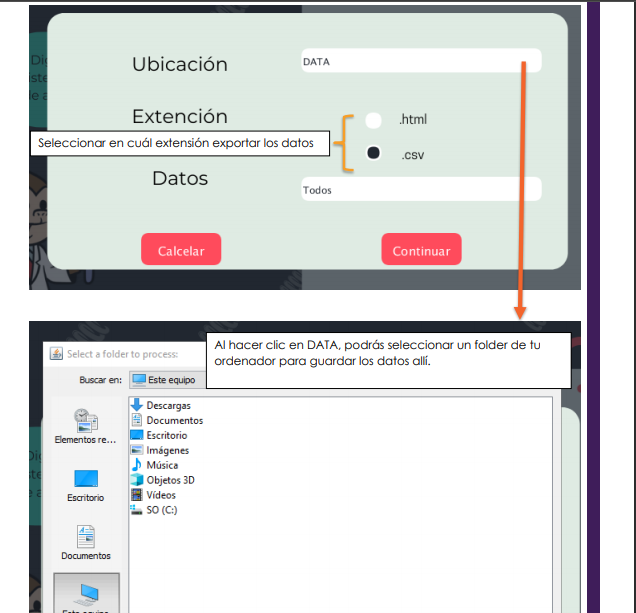 Ubicación
DATA
Extención
.html
Seleccionar en cuál extensión exportar los datos
.csv
Datos
Todos
Calcelar
Continuar
Al hacer clic en DATA, podrás seleccionar un folder de tu
ordenador para guardar los datos allí.
Select a folder to process:
Buscar en:
Este equipo
Descargas
Documentos
Escritorio
Imágenes
Música
Objetos 3D
Vídeos
SO (C:)
Elementos re...
Escritorio
Documentos
Este equipo